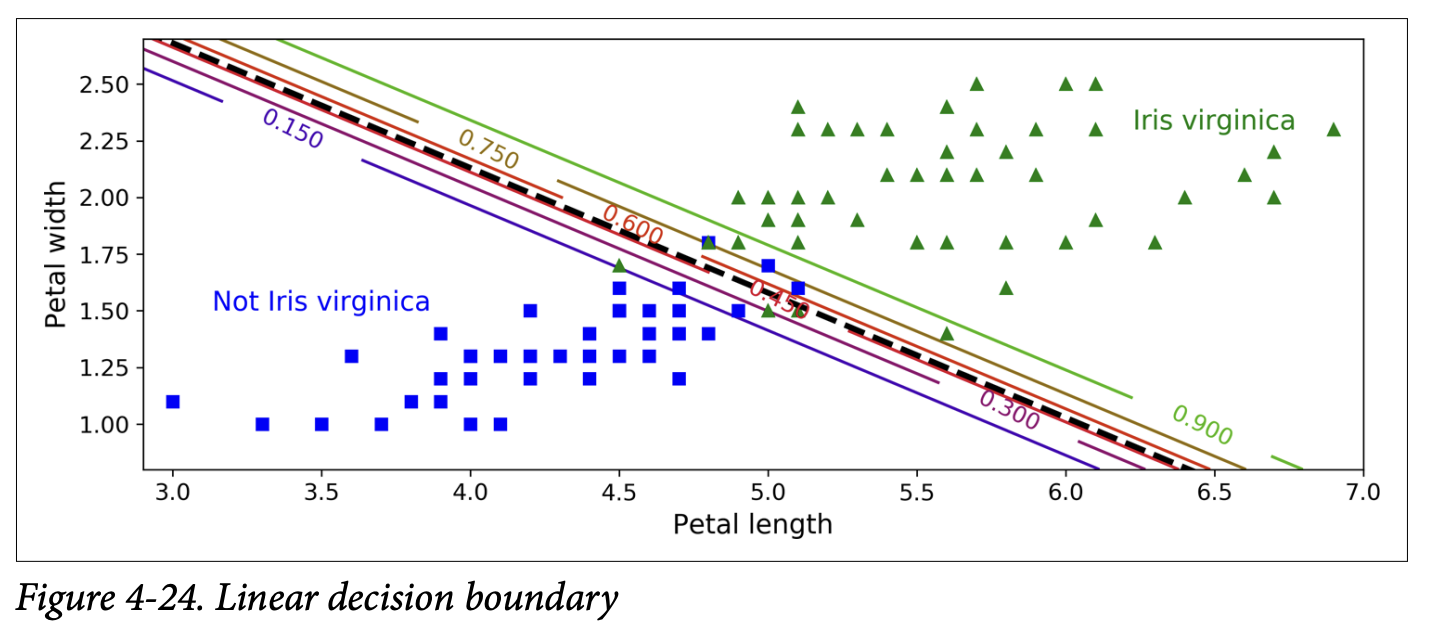 2.50
2.25
2.00
1.75
1.50
1.25
1.00
Petal width
0.150
0.750
0.600
0.450
0.300
0.900
Iris virginica
Not Iris virginica
3.0 3.5 4.0 4.5 5.0 5.5 6.0 6.5 7.0
Petal length
Figure 4-24. Linear decision boundary